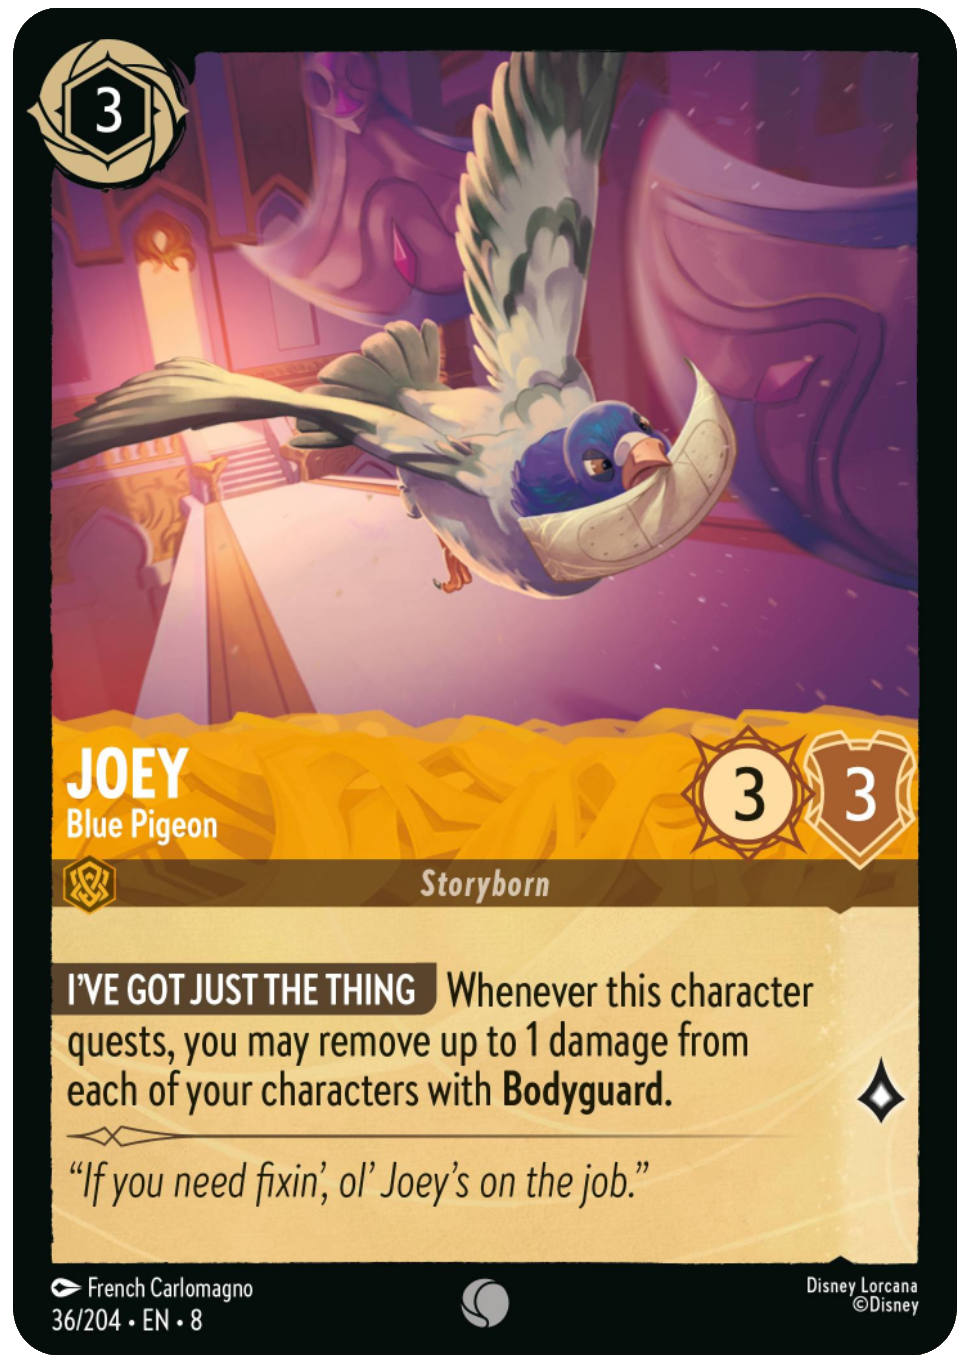 3
JOEY
Blue Pigeon
3
3
Storyborn
I'VE GOT JUST THE THING Whenever this character
quests, you may remove up to 1 damage from
each of your characters with Bodyguard.
“If you need fixin’, ol’ Joey’s on the job.”
French Carlomagno
36/204 • EN • 8
Disney Lorcana
©Disney